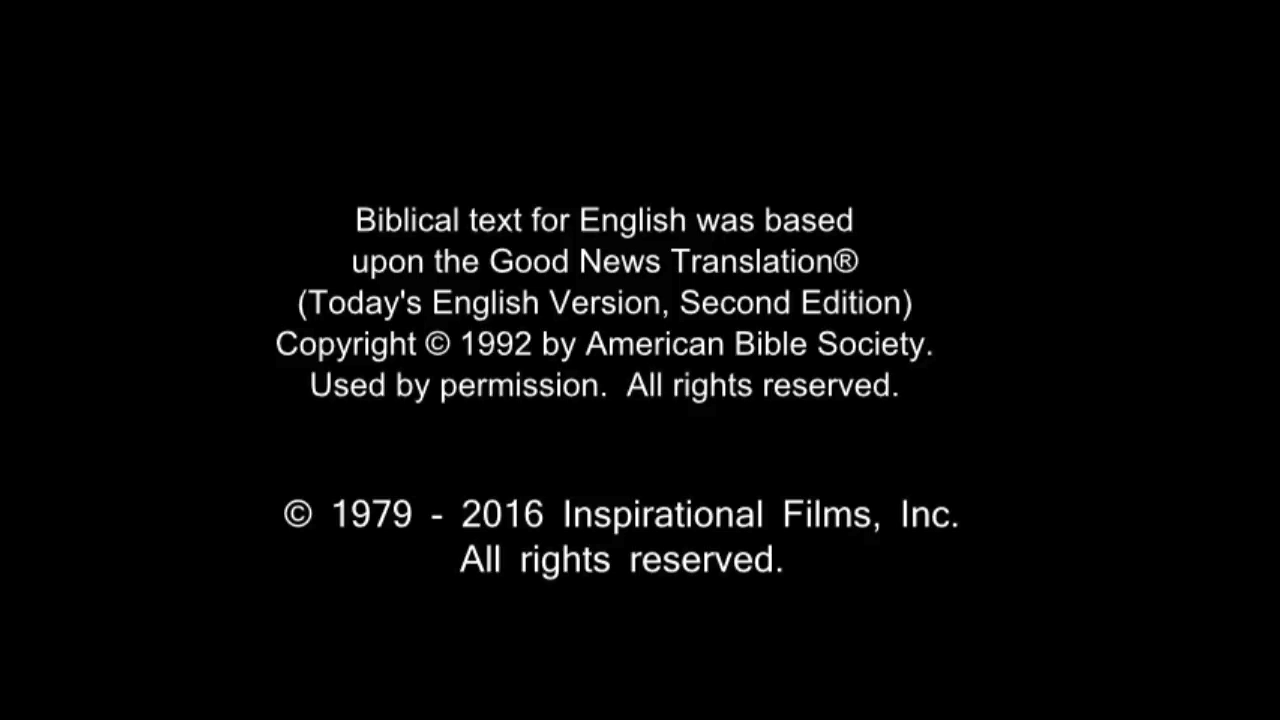 Biblical text for English was based
upon the Good News Translation®
(Today's English Version, Second Edition)
Copyright © 1992 by American Bible Society.
Used by permission.  All rights reserved.
© 1979 - 2016 Inspirational Films, Inc.
All rights reserved.